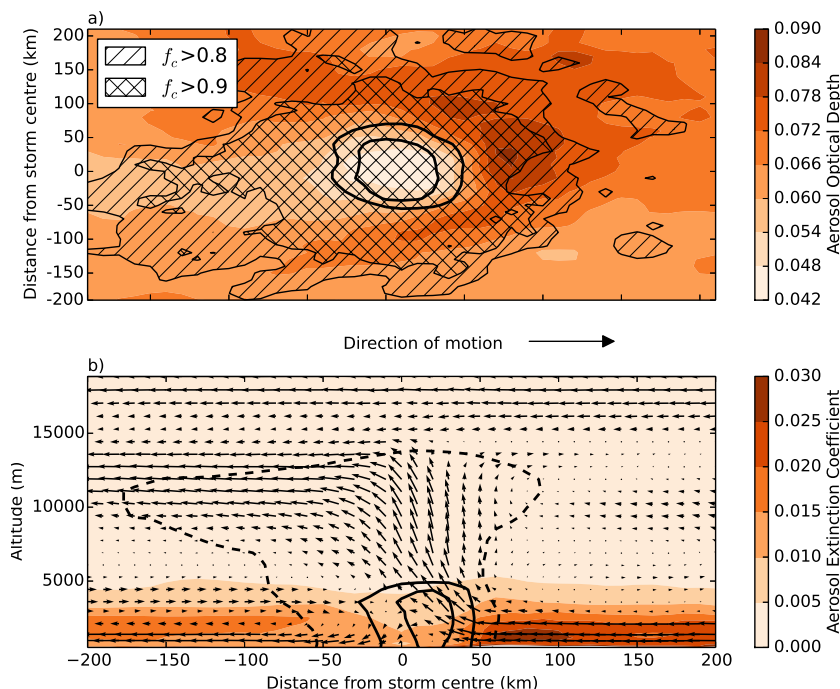 a)
f_c>0.8
f_c>0.9
Distance from storm centre (km)
200
150
100
50
0
-50
-100
-150
-200
0.090
0.084
0.078
0.072
0.066
0.060
0.054
0.048
0.042
Aerosol Optical Depth
Direction of motion
b)
Altitude (m)
15000
10000
5000
−200 −150 −100 −50 0 50 100 150 200
Distance from storm centre (km)
0.030
0.025
0.020
0.015
0.010
0.005
0.000
Aerosol Extinction Coefficient